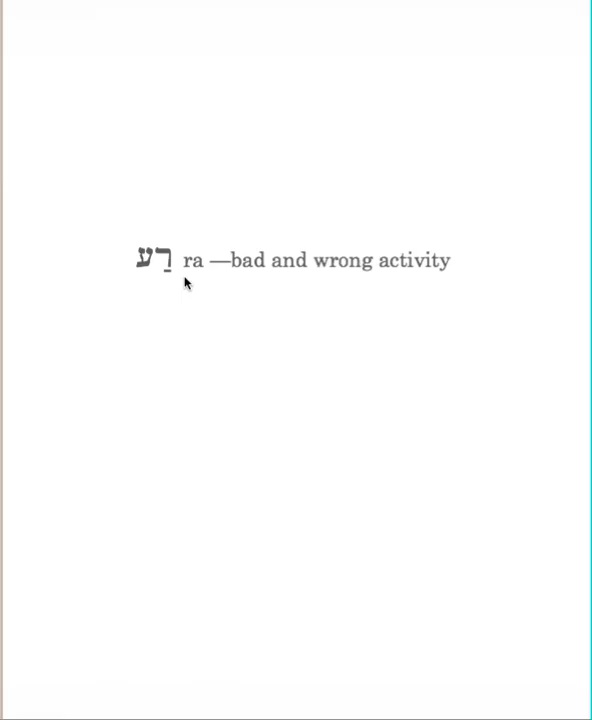 רַע ra —bad and wrong activity